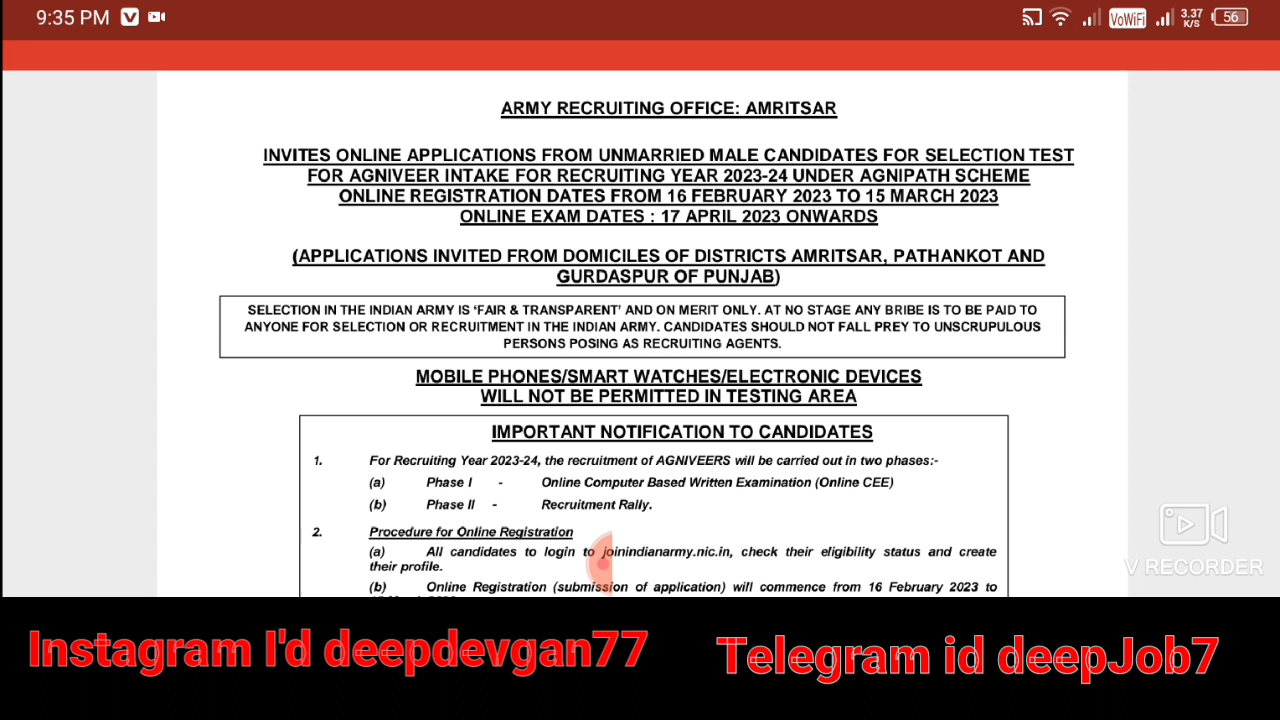 9:35 PM
VoWiFi
3.37
K/S
56
ARMY RECRUITING OFFICE: AMRITSAR
INVITES ONLINE APPLICATIONS FROM UNMARRIED MALE CANDIDATES FOR SELECTION TEST
FOR AGNIVEER INTAKE FOR RECRUITING YEAR 2023-24 UNDER AGNIPATH SCHEME
ONLINE REGISTRATION DATES FROM 16 FEBRUARY 2023 TO 15 MARCH 2023
ONLINE EXAM DATES : 17 APRIL 2023 ONWARDS
(APPLICATIONS INVITED FROM DOMICILES OF DISTRICTS AMRITSAR, PATHANKOT AND
GURDASPUR OF PUNJAB)
SELECTION IN THE INDIAN ARMY IS 'FAIR & TRANSPARENT' AND ON MERIT ONLY. AT NO STAGE ANY BRIBE IS TO BE PAID TO
ANYONE FOR SELECTION OR RECRUITMENT IN THE INDIAN ARMY. CANDIDATES SHOULD NOT FALL PREY TO UNSCRUPULOUS
PERSONS POSING AS RECRUITING AGENTS.
MOBILE PHONES/SMART WATCHES/ELECTRONIC DEVICES
WILL NOT BE PERMITTED IN TESTING AREA
IMPORTANT NOTIFICATION TO CANDIDATES
1. For Recruiting Year 2023-24, the recruitment of AGNIVEERS will be carried out in two phases:-
(a) Phase I - Online Computer Based Written Examination (Online CEE)
(b) Phase II - Recruitment Rally.
2. Procedure for Online Registration
(a) All candidates to login to joinindianarmy.nic.in, check their eligibility status and create
their profile.
(b) Online Registration (submission of application) will commence from 16 February 2023 to
V RECORDER
Instagram I'd deepdevgan77
Telegram id deepJob7